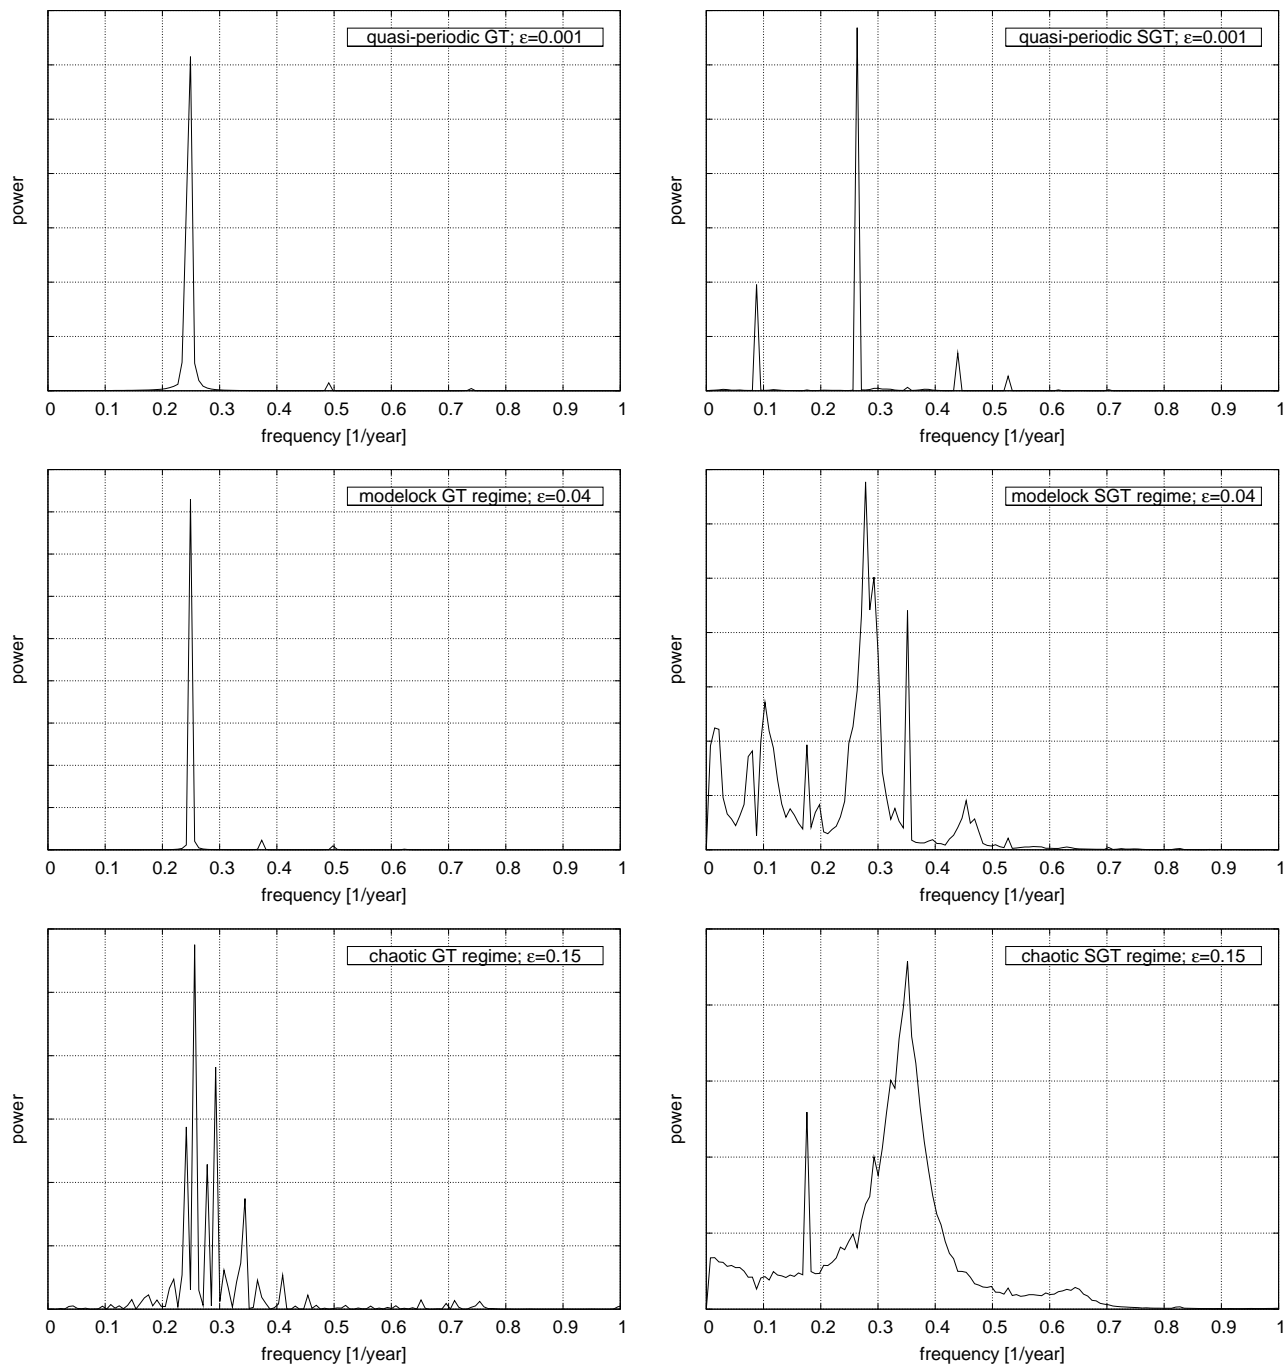 quasi-periodic GT; ε=0.001
power
0 0.1 0.2 0.3 0.4 0.5 0.6 0.7 0.8 0.9 1
frequency [1/year]
quasi-periodic SGT; ε=0.001
power
0 0.1 0.2 0.3 0.4 0.5 0.6 0.7 0.8 0.9 1
frequency [1/year]
modelock GT regime; ε=0.04
power
0 0.1 0.2 0.3 0.4 0.5 0.6 0.7 0.8 0.9 1
frequency [1/year]
modelock SGT regime; ε=0.04
power
0 0.1 0.2 0.3 0.4 0.5 0.6 0.7 0.8 0.9 1
frequency [1/year]
chaotic GT regime; ε=0.15
power
0 0.1 0.2 0.3 0.4 0.5 0.6 0.7 0.8 0.9 1
frequency [1/year]
chaotic SGT regime; ε=0.15
power
0 0.1 0.2 0.3 0.4 0.5 0.6 0.7 0.8 0.9 1
frequency [1/year]